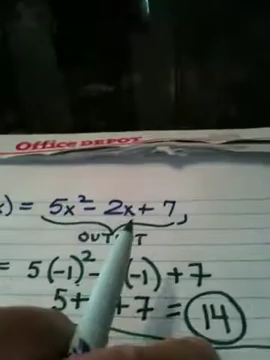 Office DEPOT
x) = 5x² - 2x + 7,
= 5(-1)² - (-1) + 7
5+ +7 = 14